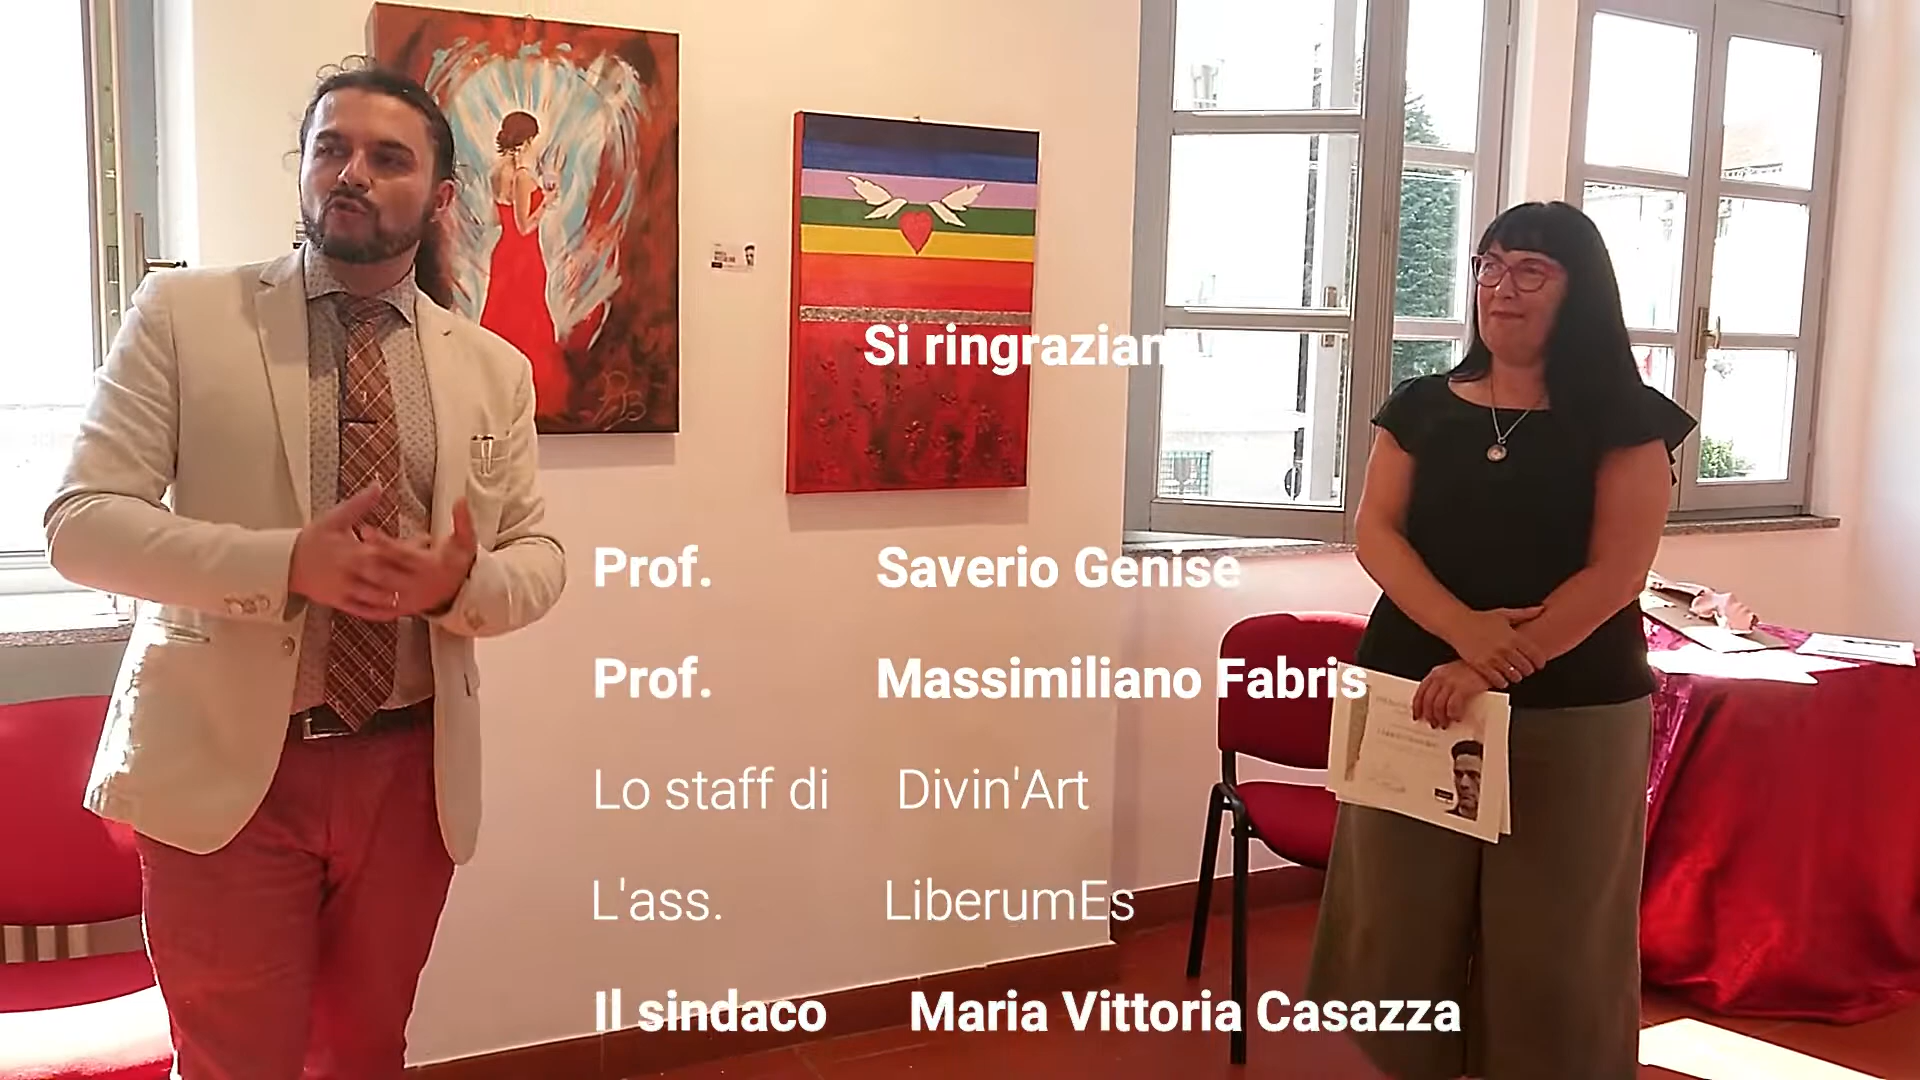 Si ringraziano
Prof. Saverio Genise
Prof. Massimiliano Fabris
Lo staff di Divin'Art
L'ass. LiberumEs
Il sindaco Maria Vittoria Casazza